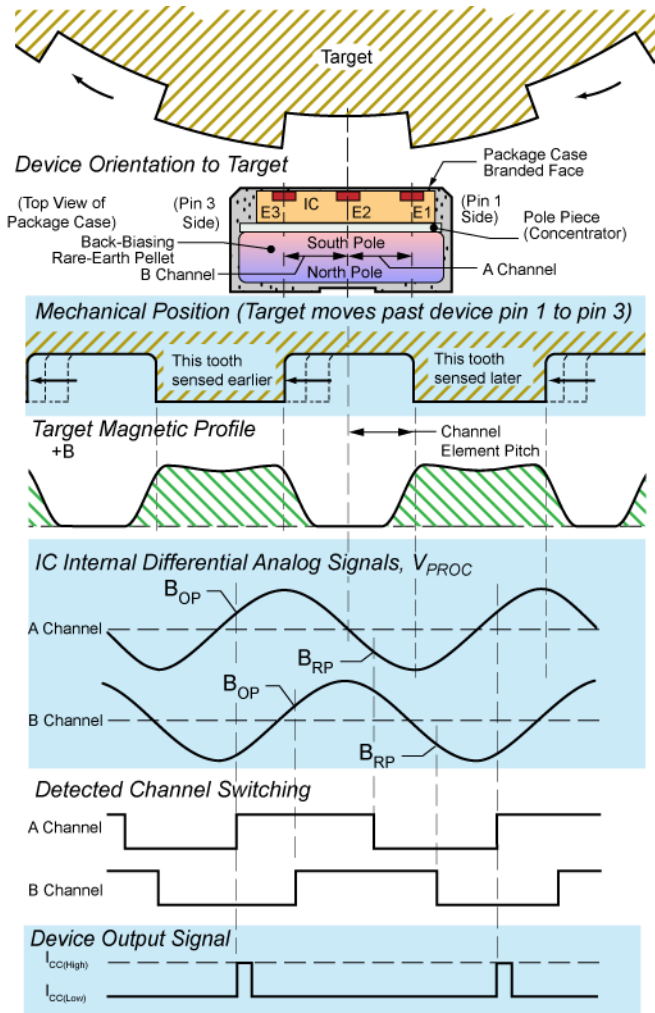 Target
Device Orientation to Target
Package Case
Branded Face
(Top View of
Package Case)
(Pin 3
Side)
E3
IC
E2
E1
(Pin 1
Side)
Pole Piece
(Concentrator)
Back-Biasing
Rare-Earth Pellet
South Pole
B Channel
North Pole
A Channel
Mechanical Position (Target moves past device pin 1 to pin 3)
This tooth
sensed earlier
This tooth
sensed later
Target Magnetic Profile
+B
Channel
Element Pitch
IC Internal Differential Analog Signals, VPROC
BOP
A Channel
BRP
BOP
B Channel
BRP
Detected Channel Switching
A Channel
B Channel
Device Output Signal
ICC(High)
ICC(Low)